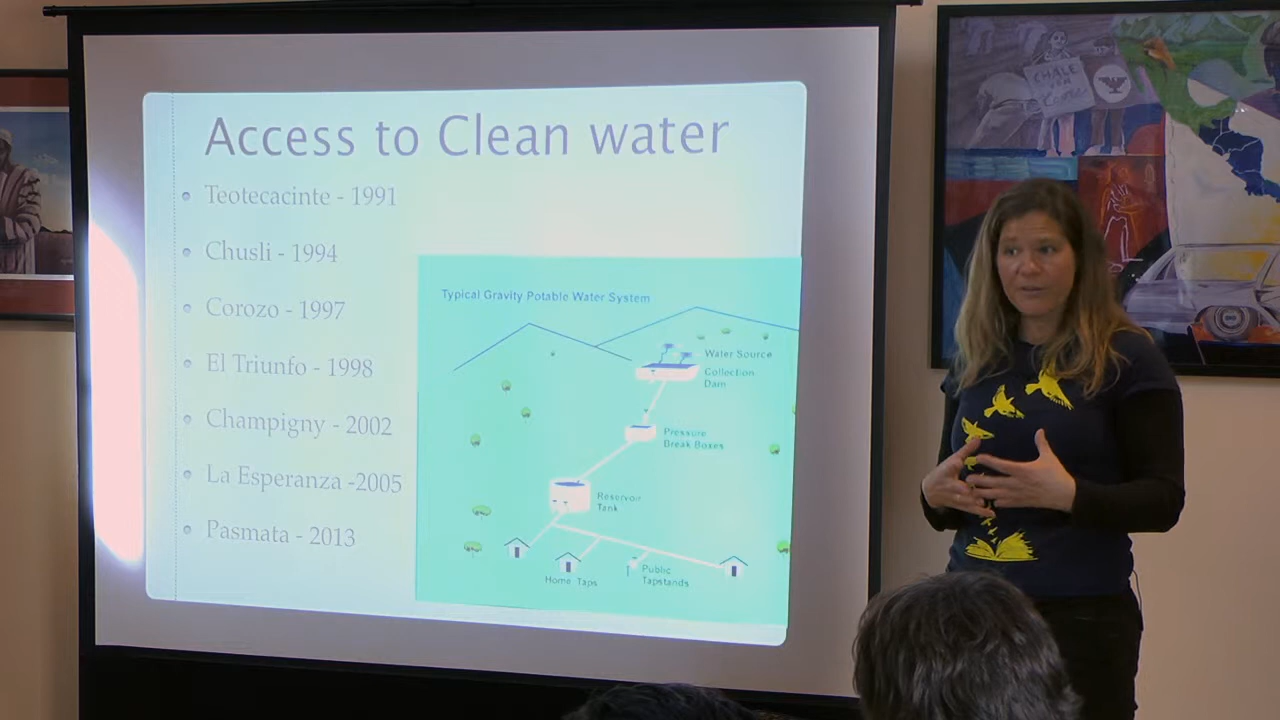 Access to Clean water
Teotecacinte - 1991
Chusli - 1994
Corozo - 1997
El Triunfo - 1998
Champigny - 2002
La Esperanza -2005
Pasmata - 2013
Typical Gravity Potable Water System
Water Source
Collection
Dam
Pressure
Break Boxes
Reservoir
Tank
Home Taps
Public
Tapstands
CHALE
CON